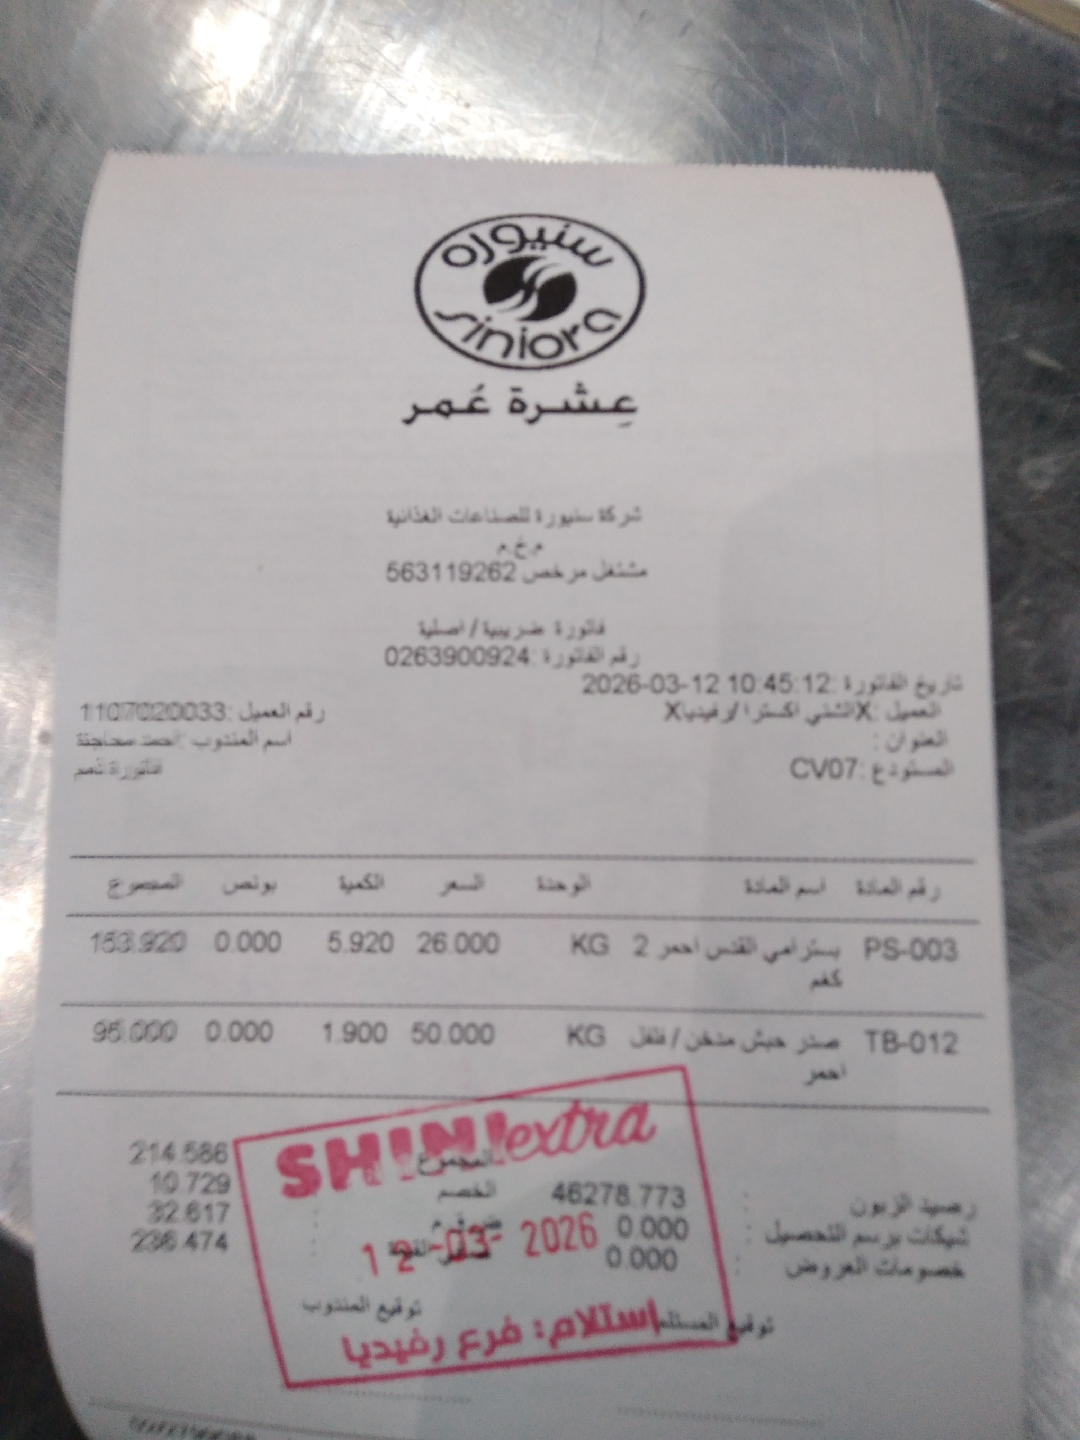 سنيورة
siniora
عِشرة عُمر
شركة سنيورة للصناعات الغذائية
م.خ.م
مشتغل مرخص 563119262
فاتورة ضريبية / اصلية
رقم الفاتورة :0263900924
تاريخ الفاتورة :2026-03-12 10:45:12
العميل :Xالشني اكسترا /رفيدياX رقم العميل :1107020033
العنوان : اسم المندوب :احمد سحاجنة
المستودع :CV07 فاتورة ذمم
رقم المادة اسم المادة الوحدة السعر الكمية بونص المجموع
PS-003 بسترامي القدس احمر 2 KG 26.000 5.920 0.000 153.920
كغم
TB-012 صدر حبش مدخن / فلفل KG 50.000 1.900 0.000 95.000
احمر
SHINI extra
المجموع 214.586
رصيد الزبون : 46278.773 الخصم : 10.729
شيكات برسم التحصيل : 0.000 ض.ق.م : 32.617
خصومات العروض : 0.000 236.474
12-03-2026
توقيع المستلم توقيع المندوب
استلام: فرع رفيديا